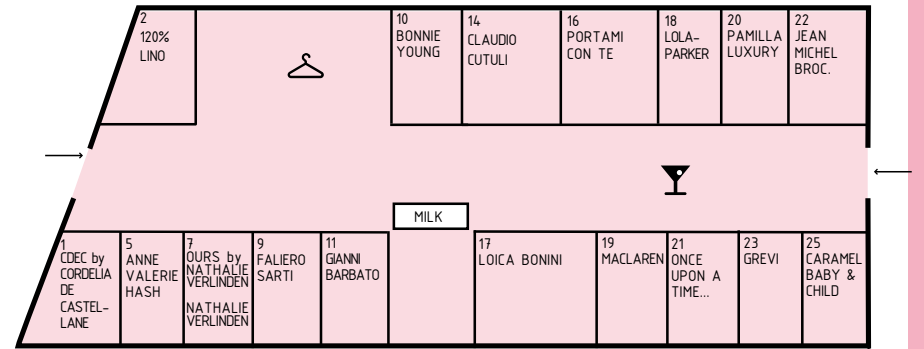 2
120%
LINO
10
BONNIE
YOUNG
14
CLAUDIO
CUTULI
16
PORTAMI
CON TE
18
LOLA-
PARKER
20
PAMILLA
LUXURY
22
JEAN
MICHEL
BROC.
MILK
1
CDEC by
CORDELIA
DE
CASTEL-
LANE
5
ANNE
VALERIE
HASH
7
OURS by
NATHALIE
VERLINDEN
NATHALIE
VERLINDEN
9
FALIERO
SARTI
11
GIANNI
BARBATO
17
LOICA BONINI
19
MACLAREN
21
ONCE
UPON A
TIME...
23
GREVI
25
CARAMEL
BABY &
CHILD